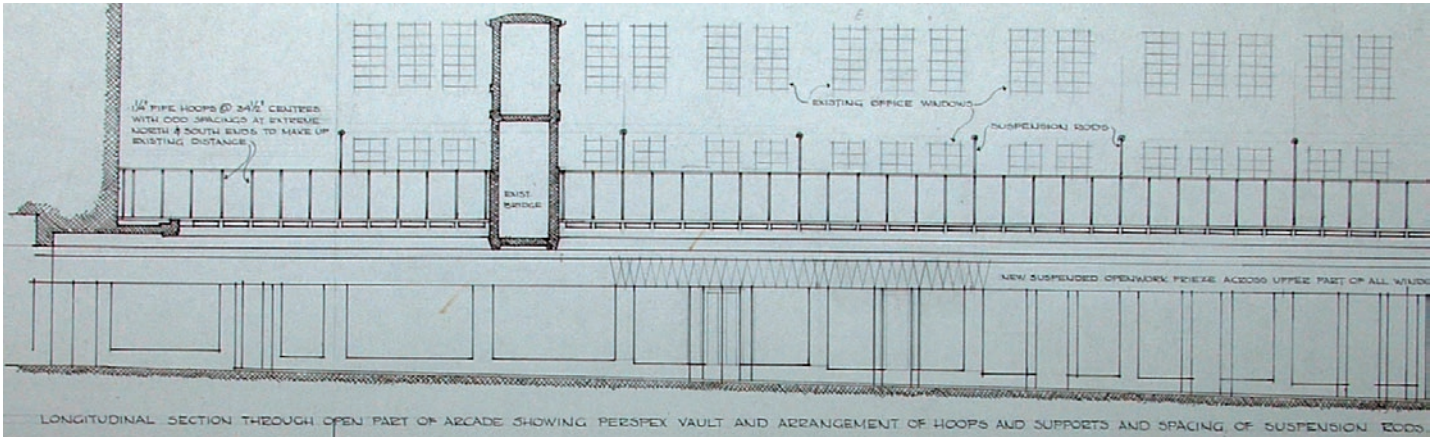 EXISTING OFFICE WINDOWS
1¼" PIPE HOOPS @ 34½" CENTRES
WITH ODD SPACINGS AT EXTREME
NORTH & SOUTH ENDS TO MAKE UP
EXISTING DISTANCE
SUSPENSION RODS
EXIST.
BRIDGE
NEW SUSPENDED OPENWORK FRIEZE ACROSS UPPER PART OF ALL WINDO
LONGITUDINAL SECTION THROUGH OPEN PART OF ARCADE SHOWING PERSPEX VAULT AND ARRANGEMENT OF HOOPS AND SUPPORTS AND SPACING OF SUSPENSION RODS.